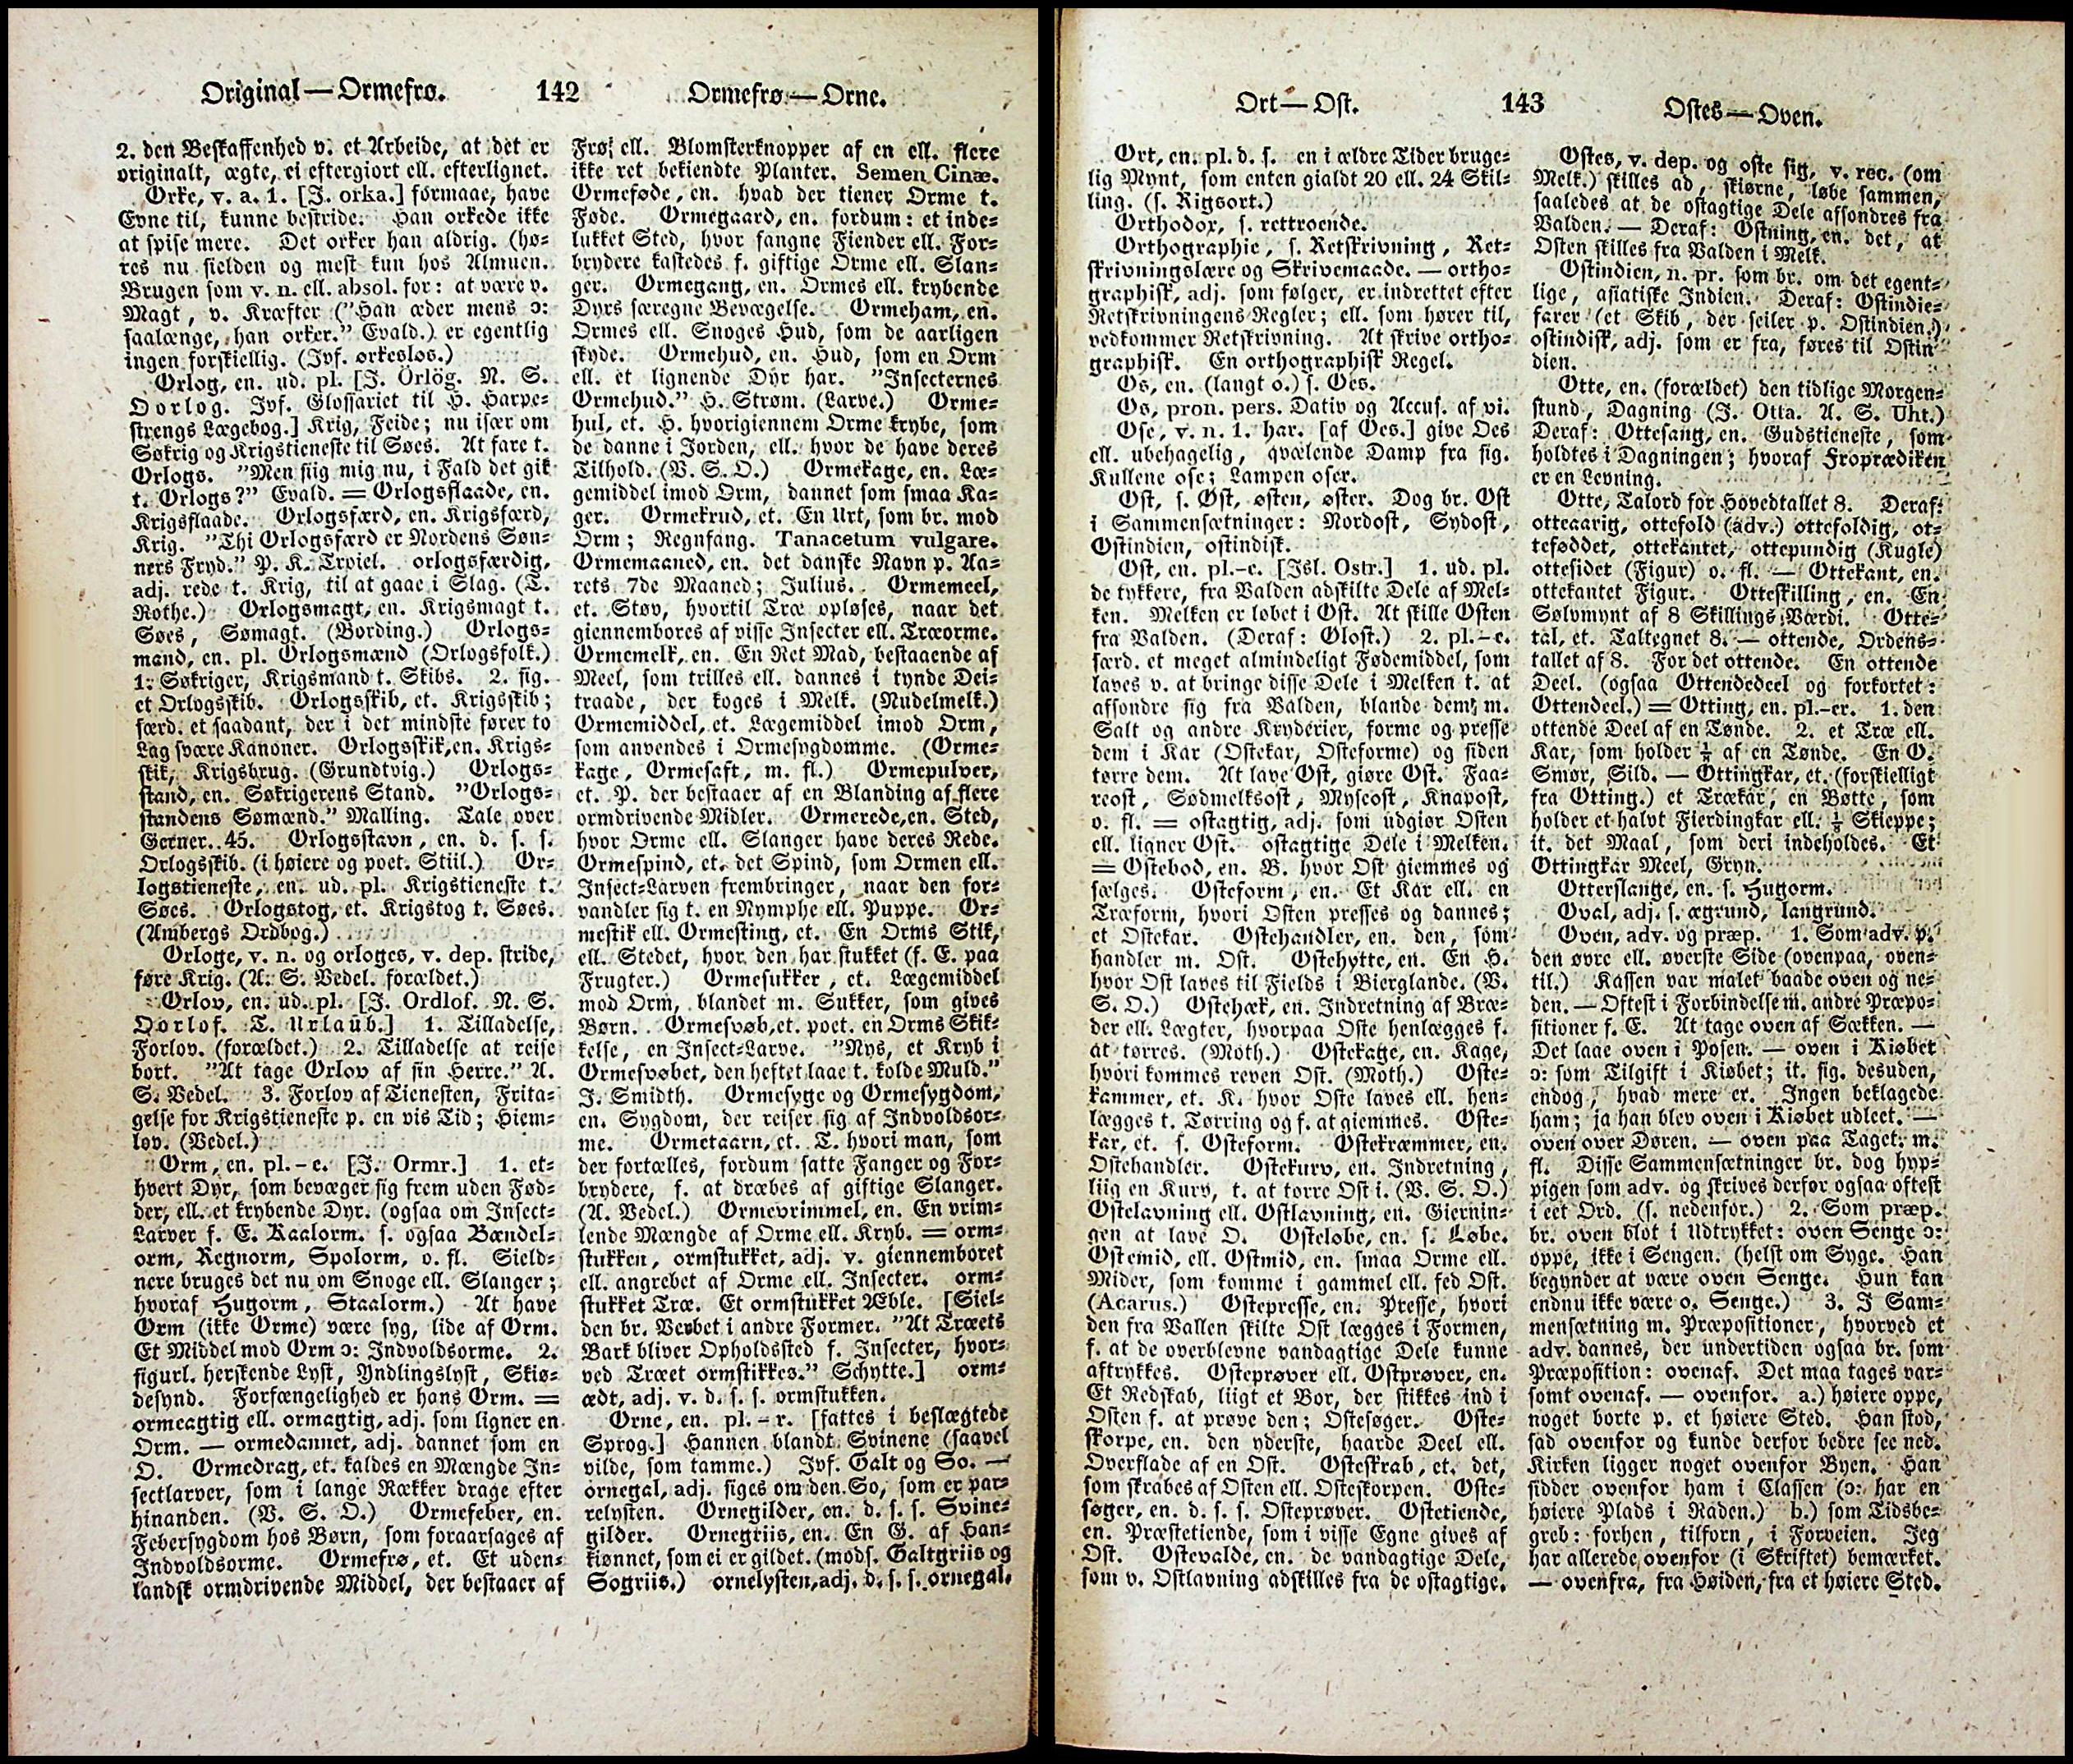 Original — Ormefrø.
142
Ormefrø — Orne.
2. den Beskaffenhed v. et Arbeide, at det er
originalt, ægte, ei eftergiort ell. efterlignet.
Orke, v. a. 1. [J. orka.] formaae, have
Evne til, kunne bestride. Han orkede ikke
at spise mere. Det orker han aldrig. (hø-
res nu sielden og mest kun hos Almuen.
Brugen som v. n. ell. absol. for: at være v.
Magt, v. Kræfter ("Han æder mens ɔ:
saalænge, han orker." Evald.) er egentlig
ingen forskiellig. (Jvf. ørkesløs.)
Orlog, en. ud. pl. [J. Örlög. N. S.
Oorlog. Jvf. Glossariet til H. Harpe-
strengs Lægebog.] Krig, Feide; nu især om
Søkrig og Krigstieneste til Søes. At fare t.
Orlogs. "Men siig mig nu, i Fald det gik
t. Orlogs?" Evald. = Orlogsflaade, en.
Krigsflaade. Orlogsfærd, en. Krigsfærd,
Krig. "Thi Orlogsfærd er Nordens Søn-
ners Fryd." P. K. Troiel. orlogsfærdig,
adj. rede t. Krig, til at gaae i Slag. (T.
Rothe.) Orlogsmagt, en. Krigsmagt t.
Søes, Sømagt. (Bording.) Orlogs-
mand, en. pl. Orlogsmænd (Orlogsfolk.)
1. Søkriger, Krigsmand t. Skibs. 2. fig.
et Orlogsskib. Orlogsskib, et. Krigsskib;
færd. et saadant, der i det mindste fører to
Lag svære Kanoner. Orlogsskik, en. Krigs-
skik, Krigsbrug. (Grundtvig.) Orlogs-
stand, en. Søkrigerens Stand. "Orlogs-
standens Sømænd." Malling. Tale over
Gerner. 45. Orlogsstavn, en. d. s. s.
Orlogsskib. (i høiere og poet. Stiil.) Or-
logstieneste, en. ud. pl. Krigstieneste t.
Søes. Orlogstog, et. Krigstog t. Søes.
(Ambergs Ordbog.)
Orloge, v. n. og orloges, v. dep. stride,
føre Krig. (A. S. Vedel. forældet.)
Orlov, en. ud. pl. [J. Ordlof. N. S.
Oorlof. T. Urlaub.] 1. Tilladelse,
Forlov. (forældet.) 2. Tilladelse at reise
bort. "At tage Orlov af sin Herre." A.
S. Vedel. 3. Forlov af Tienesten, Frita-
gelse for Krigstieneste p. en vis Tid; Hiem-
lov. (Vedel.)
Orm, en. pl. - e. [J. Ormr.] 1. et-
hvert Dyr, som bevæger sig frem uden Fød-
der, ell. et krybende Dyr. (ogsaa om Insect-
Larver f. E. Kaalorm. s. ogsaa Bændel-
orm, Regnorm, Spolorm, o. fl. Sield-
nere bruges det nu om Snoge ell. Slanger;
hvoraf Hugorm, Staalorm.) At have
Orm (ikke Orme) være syg, lide af Orm.
Et Middel mod Orm ɔ: Indvoldsorme. 2.
figurl. herskende Lyst, Yndlingslyst, Skiø-
desynd. Forfængelighed er hans Orm. =
ormeagtig ell. ormagtig, adj. som ligner en
Orm. — ormedannet, adj. dannet som en
O. Ormedrag, et. kaldes en Mængde In-
sectlarver, som i lange Rækker drage efter
hinanden. (V. S. O.) Ormefeber, en.
Febersygdom hos Børn, som foraarsages af
Indvoldsorme. Ormefrø, et. Et uden-
landsk ormdrivende Middel, der bestaaer af
Frø ell. Blomsterknopper af en ell. flere
ikke ret bekiendte Planter. Semen Cinæ.
Ormeføde, en. hvad der tiener Orme t.
Føde. Ormegaard, en. fordum: et inde-
lukket Sted, hvor fangne Fiender ell. For-
brydere kastedes f. giftige Orme ell. Slan-
ger. Ormegang, en. Ormes ell. krybende
Dyrs særegne Bevægelse. Ormeham, en.
Ormes ell. Snoges Hud, som de aarligen
skyde. Ormehud, en. Hud, som en Orm
ell. et lignende Dyr har. "Insecternes
Ormehud." H. Strøm. (Larve.) Orme-
hul, et. H. hvorigiennem Orme krybe, som
de danne i Jorden, ell. hvor de have deres
Tilhold. (V. S. O.) Ormekage, en. Læ-
gemiddel imod Orm, dannet som smaa Ka-
ger. Ormekrud, et. En Urt, som br. mod
Orm; Regnfang. Tanacetum vulgare.
Ormemaaned, en. det danske Navn p. Aa-
rets 7de Maaned; Julius. Ormemeel,
et. Støv, hvortil Træ opløses, naar det
giennembores af visse Insecter ell. Træorme.
Ormemelk, en. En Ret Mad, bestaaende af
Meel, som trilles ell. dannes i tynde Dei-
traade, der koges i Melk. (Nudelmelk.)
Ormemiddel, et. Lægemiddel imod Orm,
som anvendes i Ormesygdomme. (Orme-
kage, Ormesaft, m. fl.) Ormepulver,
et. P. der bestaaer af en Blanding af flere
ormdrivende Midler. Ormerede, en. Sted,
hvor Orme ell. Slanger have deres Rede.
Ormespind, et. det Spind, som Ormen ell.
Insect-Larven frembringer, naar den for-
vandler sig t. en Nymphe ell. Puppe. Or-
mestik ell. Ormesting, et. En Orms Stik,
ell. Stedet, hvor den har stukket (f. E. paa
Frugter.) Ormesukker, et. Lægemiddel
mod Orm, blandet m. Sukker, som gives
Børn. Ormesvøb, et. poet. en Orms Skik-
kelse, en Insect-Larve. "Nys, et Kryb i
Ormesvøbet, den heftet laae t. kolde Muld."
J. Smidth. Ormesyge og Ormesygdom,
en. Sygdom, der reiser sig af Indvoldsor-
me. Ormetaarn, et. T. hvori man, som
der fortælles, fordum satte Fanger og For-
brydere, f. at dræbes af giftige Slanger.
(A. Vedel.) Ormevrimmel, en. En vrim-
lende Mængde af Orme ell. Kryb. = orm-
stukken, ormstukket, adj. v. giennemboret
ell. angrebet af Orme ell. Insecter. orm-
stukket Træ. Et ormstukket Æble. [Siel-
den br. Verbet i andre Former. "At Træets
Bark bliver Opholdssted f. Insecter, hvor-
ved Træet ormstikkes." Schytte.] orm-
ædt, adj. v. d. s. s. ormstukken.
Orne, en. pl. - r. [fattes i beslægtede
Sprog.] Hannen blandt Svinene (saavel
vilde, som tamme.) Jvf. Galt og So. —
ornegal, adj. siges om den So, som er par-
relysten. Ornegilder, en. d. s. s. Svine-
gilder. Ornegriis, en. En G. af Han-
kiønnet, som ei er gildet. (mods. Galtgriis og
Sogriis.) ornelysten, adj. d. s. s. ornegal.
Ort — Ost.
143
Ostes — Oven.
Ort, en. pl. d. s. en i ældre Tider bruge-
lig Mynt, som enten gialdt 20 ell. 24 Skil-
ling. (s. Rigsort.)
Orthodox, s. rettroende.
Orthographie, s. Retskrivning, Ret-
skrivningslære og Skrivemaade. — ortho-
graphisk, adj. som følger, er indrettet efter
Retskrivningens Regler; ell. som hører til,
vedkommer Retskrivning. At skrive ortho-
graphisk. En orthographisk Regel.
Os, en. (langt o.) s. Oes.
Os, pron. pers. Dativ og Accus. af vi.
Ose, v. n. 1. har. [af Oes.] give Oes
ell. ubehagelig, qvælende Damp fra sig.
Kullene ose; Lampen oser.
Ost, s. Øst, østen, øster. Dog br. Ost
i Sammensætninger: Nordost, Sydost,
Ostindien, ostindisk.
Ost, en. pl.-e. [Isl. Ostr.] 1. ud. pl.
de tykkere, fra Valden adskilte Dele af Mel-
ken. Melken er løbet i Ost. At skille Osten
fra Valden. (Deraf: Olost.) 2. pl.-e.
færd. et meget almindeligt Fødemiddel, som
laves v. at bringe disse Dele i Melken t. at
afsondre sig fra Valden, blande dem m.
Salt og andre Kryderier, forme og presse
dem i Kar (Ostekar, Osteforme) og siden
tørre dem. At lave Ost, giøre Ost. Faa-
reost, Sødmelksost, Myseost, Knapost,
o. fl. = ostagtig, adj. som udgiør Osten
ell. ligner Ost. ostagtige Dele i Melken.
= Ostebod, en. B. hvor Ost giemmes og
sælges. Osteform, en. Et Kar ell. en
Træform, hvori Osten presses og dannes;
et Ostekar. Ostehandler, en. den, som
handler m. Ost. Ostehytte, en. En H.
hvor Ost laves til Fields i Bierglande. (V.
S. O.) Ostehæk, en. Indretning af Bræ-
der ell. Lægter, hvorpaa Oste henlægges f.
at tørres. (Moth.) Ostekage, en. Kage,
hvori kommes reven Ost. (Moth.) Oste-
kammer, et. K. hvor Oste laves ell. hen-
lægges t. Tørring og f. at giemmes. Oste-
kar, et. s. Osteform. Ostekræmmer, en.
Ostehandler. Ostekurv, en. Indretning,
liig en Kurv, t. at tørre Ost i. (V. S. O.)
Ostelavning ell. Ostlavning, en. Giernin-
gen at lave O. Osteløbe, en. s. Løbe.
Ostemid, ell. Ostmid, en. smaa Orme ell.
Mider, som komme i gammel ell. fed Ost.
(Acarus.) Ostepresse, en. Presse, hvori
den fra Vallen skilte Ost lægges i Formen,
f. at de overblevne vandagtige Dele kunne
aftrykkes. Osteprøver ell. Ostprøver, en.
Et Redskab, liigt et Bor, der stikkes ind i
Osten f. at prøve den; Ostesøger. Oste-
skorpe, en. den yderste, haarde Deel ell.
Overflade af en Ost. Osteskrab, et. det,
som skrabes af Osten ell. Osteskorpen. Oste-
søger, en. d. s. s. Osteprøver. Ostetiende,
en. Præstetiende, som i visse Egne gives af
Ost. Ostevalde, en. de vandagtige Dele,
som v. Ostlavning adskilles fra de ostagtige.
Ostes, v. dep. og oste sig, v. rec. (om
Melk.) skilles ad, skiørne, løbe sammen,
saaledes at de ostagtige Dele afsondres fra
Valden. — Deraf: Ostning, en. det, at
Osten skilles fra Valden i Melk.
Ostindien, n. pr. som br. om det egent-
lige, asiatiske Indien. Deraf: Ostindie-
farer (et Skib, der seiler p. Ostindien.)
ostindisk, adj. som er fra, føres til Ostin-
dien.
Otte, en. (forældet) den tidlige Morgen-
stund, Dagning (J. Otta. A. S. Uht.)
Deraf: Ottesang, en. Gudstieneste, som
holdtes i Dagningen; hvoraf Froprædiken
er en Levning.
Otte, Talord for Hovedtallet 8. Deraf:
otteaarig, ottefold (adv.) ottefoldig, ot-
teføddet, ottekantet, ottepundig (Kugle)
ottesidet (Figur) o. fl. — Ottekant, en.
ottekantet Figur. Otteskilling, en. En
Sølvmynt af 8 Skillings Værdi. Otte-
tal, et. Taltegnet 8. — ottende, Ordens-
tallet af 8. For det ottende. En ottende
Deel. (ogsaa Ottendedeel og forkortet:
Ottendeel.) = Otting, en. pl.-er. 1. den
ottende Deel af en Tønde. 2. et Træ ell.
Kar, som holder ⅛ af en Tønde. En O.
Smør, Sild. — Ottingkar, et. (forskielligt
fra Otting.) et Trækar, en Bøtte, som
holder et halvt Fierdingkar ell. ⅛ Skieppe;
it. det Maal, som deri indeholdes. Et
Ottingkar Meel, Gryn.
Otterslange, en. s. Hugorm.
Oval, adj. s. ægrund, langrund.
Oven, adv. og præp. 1. Som adv. p.
den øvre ell. øverste Side (ovenpaa, oven-
til.) Kassen var malet baade oven og ne-
den. — Oftest i Forbindelse m. andre Præpo-
sitioner f. E. At tage oven af Sækken. —
Det laae oven i Posen. — oven i Kiøbet
ɔ: som Tilgift i Kiøbet; it. fig. desuden,
endog, hvad mere er. Ingen beklagede
ham; ja han blev oven i Kiøbet udleet. —
oven over Døren. — oven paa Taget. m.
fl. Disse Sammensætninger br. dog hyp-
pigen som adv. og skrives derfor ogsaa oftest
i eet Ord. (s. nedenfor.) 2. Som præp.
br. oven blot i Udtrykket: oven Senge ɔ:
oppe, ikke i Sengen. (helst om Syge. Han
begynder at være oven Senge. Hun kan
endnu ikke være o. Senge.) 3. I Sam-
mensætning m. Præpositioner, hvorved et
adv. dannes, der undertiden ogsaa br. som
Præposition: ovenaf. Det maa tages var-
somt ovenaf. — ovenfor. a.) høiere oppe,
noget borte p. et høiere Sted. Han stod,
sad ovenfor og kunde derfor bedre see ned.
Kirken ligger noget ovenfor Byen. Han
sidder ovenfor ham i Classen (ɔ: har en
høiere Plads i Raden.) b.) som Tidsbe-
greb: forhen, tilforn, i Forveien. Jeg
har allerede ovenfor (i Skriftet) bemærket.
— ovenfra, fra Høiden, fra et høiere Sted.